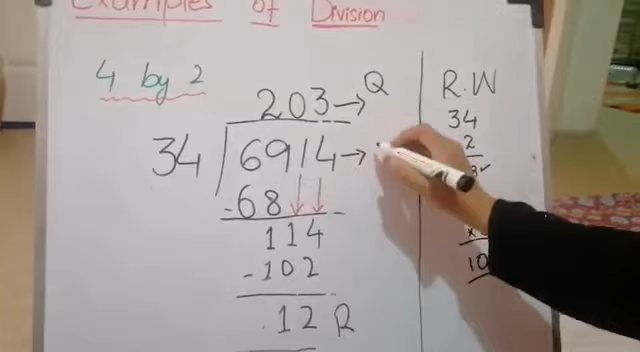 Examples of Division
4 by 2
203 → Q
34 6914 →
- 68
114
- 102
12 R
R.W
34
2
10